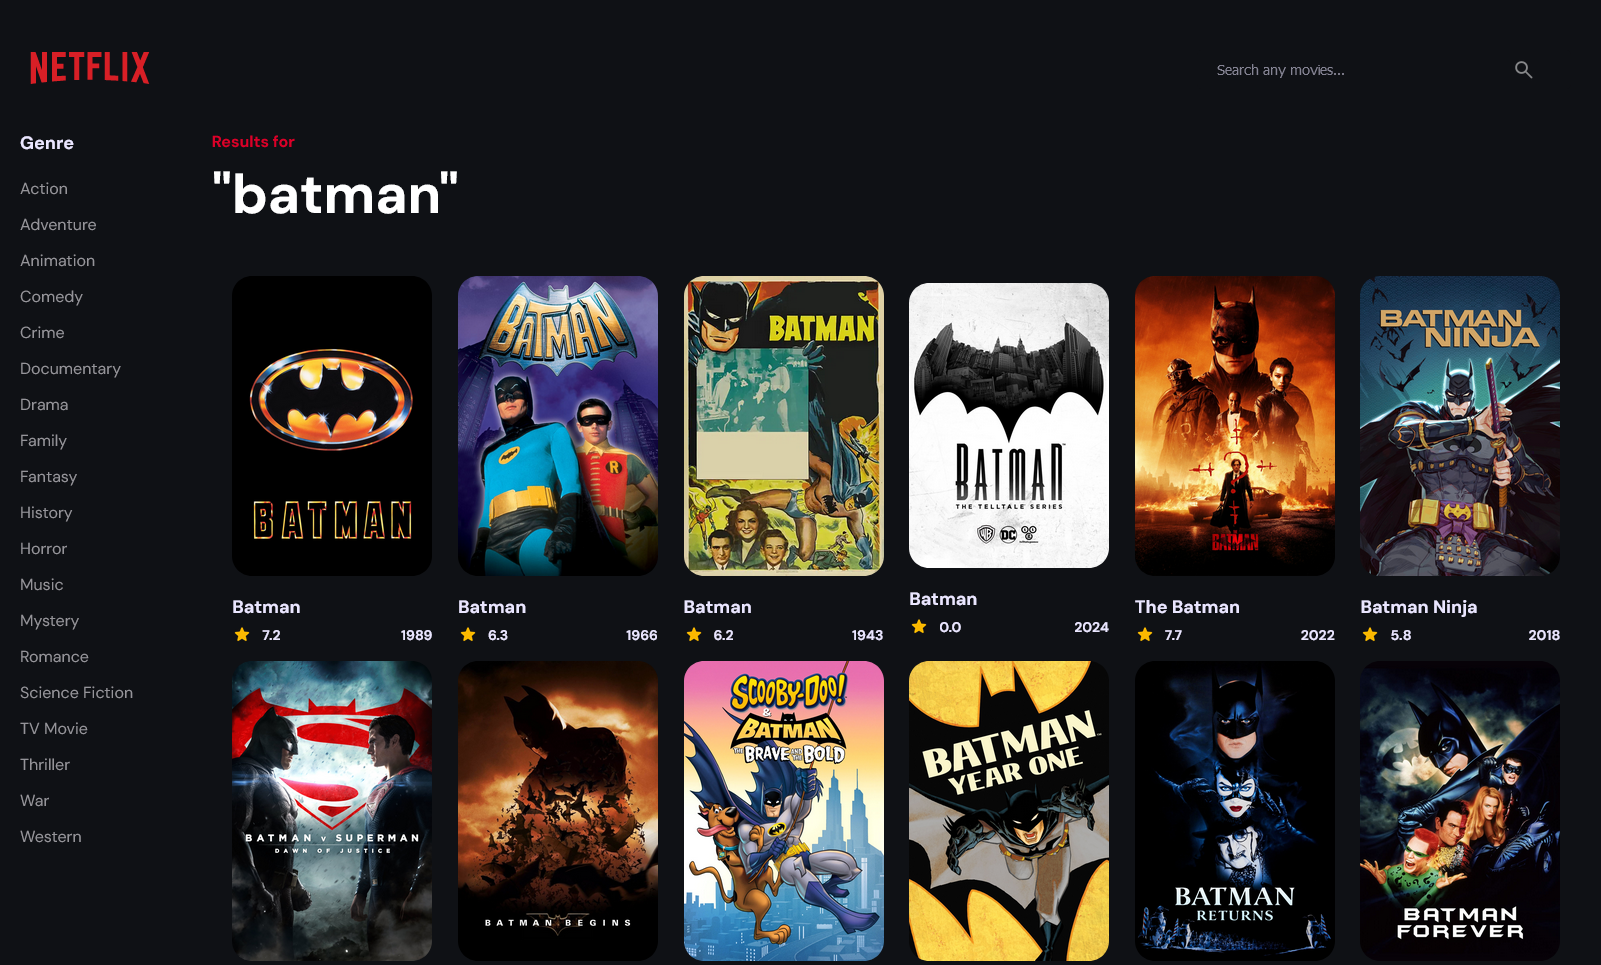 NETFLIX
Search any movies...
Genre
Action
Adventure
Animation
Comedy
Crime
Documentary
Drama
Family
Fantasy
History
Horror
Music
Mystery
Romance
Science Fiction
TV Movie
Thriller
War
Western
Results for
"batman"
BATMAN
Batman
7.2 1989
BATMAN
R
Batman
6.3 1966
BATMAN
Batman
6.2 1943
BATMAN
THE TELLTALE SERIES
WB DC
Batman
0.0 2024
BATMAN
The Batman
7.7 2022
BATMAN
NINJA
Batman Ninja
5.8 2018
BATMAN v SUPERMAN
DAWN OF JUSTICE
BATMAN BEGINS
SCOOBY-DOO!
&
BATMAN
THE BRAVE AND THE BOLD
BATMAN
YEAR ONE
BATMAN
RETURNS
BATMAN
FOREVER